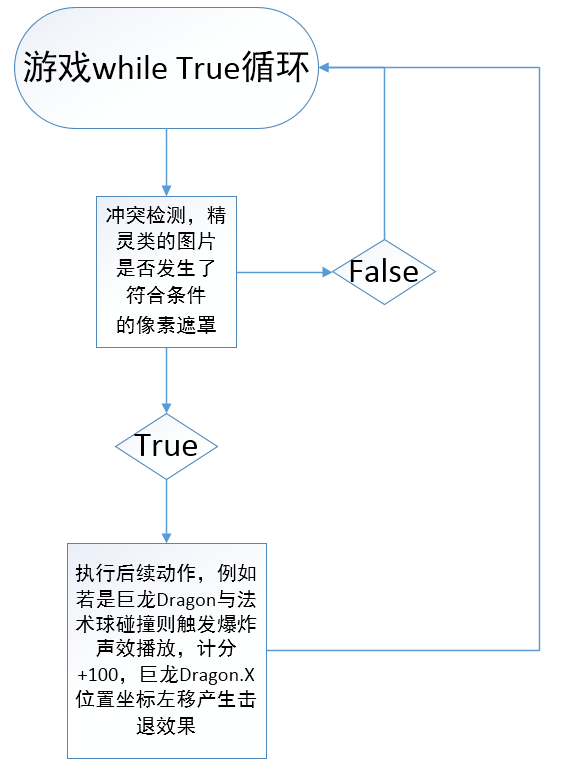 游戏while True循环
冲突检测，精
灵类的图片
是否发生了
符合条件
的像素遮罩
False
True
执行后续动作，例如
若是巨龙Dragon与法
术球碰撞则触发爆炸
声效播放，计分
+100，巨龙Dragon.X
位置坐标左移产生击
退效果